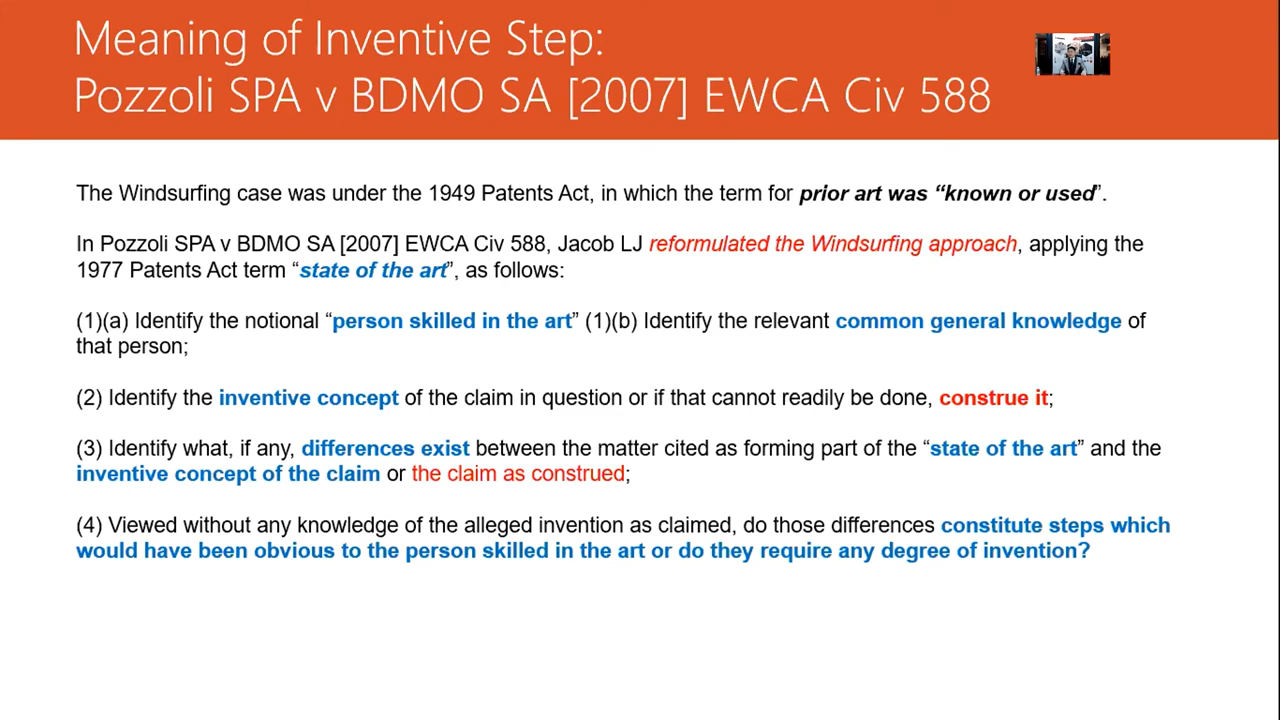 Meaning of Inventive Step:
Pozzoli SPA v BDMO SA [2007] EWCA Civ 588
The Windsurfing case was under the 1949 Patents Act, in which the term for prior art was “known or used”.
In Pozzoli SPA v BDMO SA [2007] EWCA Civ 588, Jacob LJ reformulated the Windsurfing approach, applying the
1977 Patents Act term “state of the art”, as follows:
(1)(a) Identify the notional “person skilled in the art” (1)(b) Identify the relevant common general knowledge of
that person;
(2) Identify the inventive concept of the claim in question or if that cannot readily be done, construe it;
(3) Identify what, if any, differences exist between the matter cited as forming part of the “state of the art” and the
inventive concept of the claim or the claim as construed;
(4) Viewed without any knowledge of the alleged invention as claimed, do those differences constitute steps which
would have been obvious to the person skilled in the art or do they require any degree of invention?